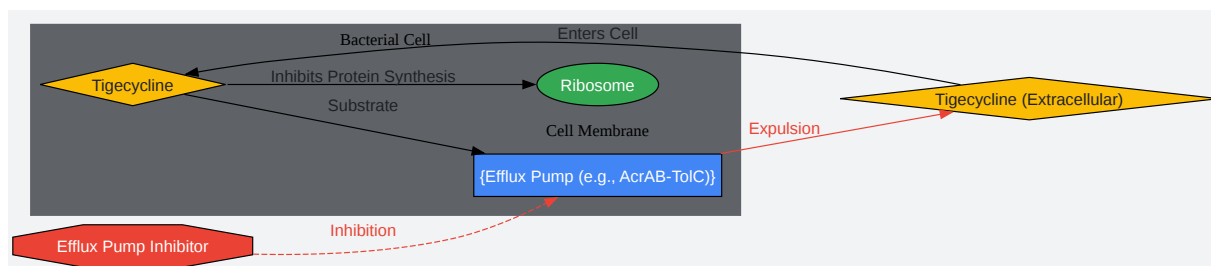 Enters Cell
Bacterial Cell
Tigecycline
Inhibits Protein Synthesis
Ribosome
Tigecycline (Extracellular)
Substrate
Cell Membrane
Expulsion
{Efflux Pump (e.g., AcrAB-TolC)}
Inhibition
Efflux Pump Inhibitor